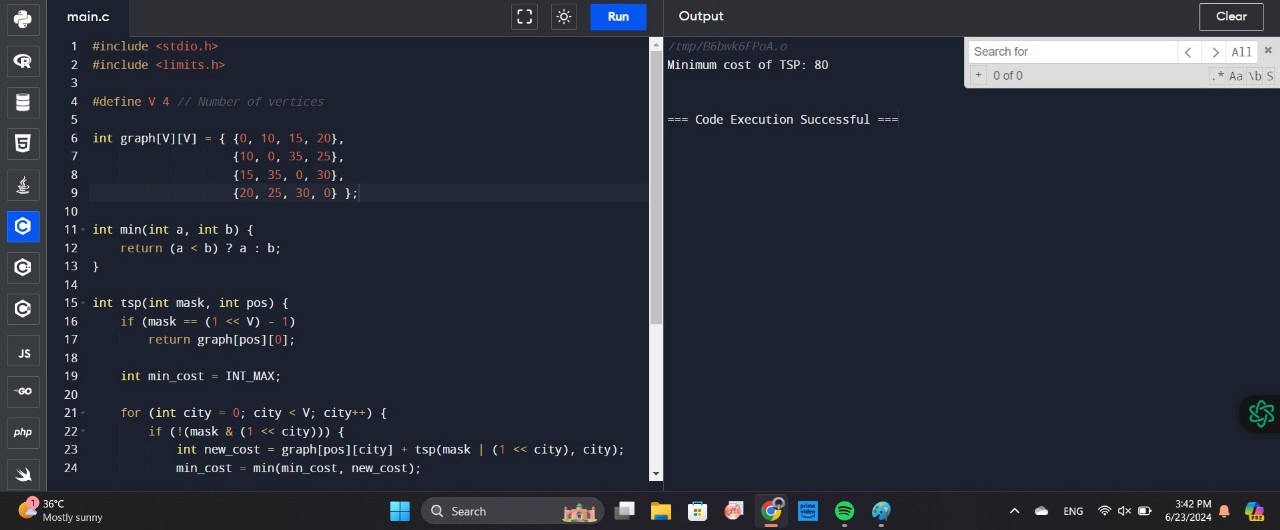 main.c
Run
Output
Clear
1 #include <stdio.h>
2 #include <limits.h>
3
4 #define V 4 // Number of vertices
5
6 int graph[V][V] = { {0, 10, 15, 20},
7 {10, 0, 35, 25},
8 {15, 35, 0, 30},
9 {20, 25, 30, 0} };
10
11 int min(int a, int b) {
12 return (a < b) ? a : b;
13 }
14
15 int tsp(int mask, int pos) {
16 if (mask == (1 << V) - 1)
17 return graph[pos][0];
18
19 int min_cost = INT_MAX;
20
21 for (int city = 0; city < V; city++) {
22 if (!(mask & (1 << city))) {
23 int new_cost = graph[pos][city] + tsp(mask | (1 << city), city);
24 min_cost = min(min_cost, new_cost);
/tmp/B6bwk6FPoA.o
Minimum cost of TSP: 80
=== Code Execution Successful ===
Search for
< > All ×
+ 0 of 0
.* Aa \b S
R
5
C
JS
GO
php
1
36°C
Mostly sunny
Search
prime video
ENG
3:42 PM
6/23/2024
PRE